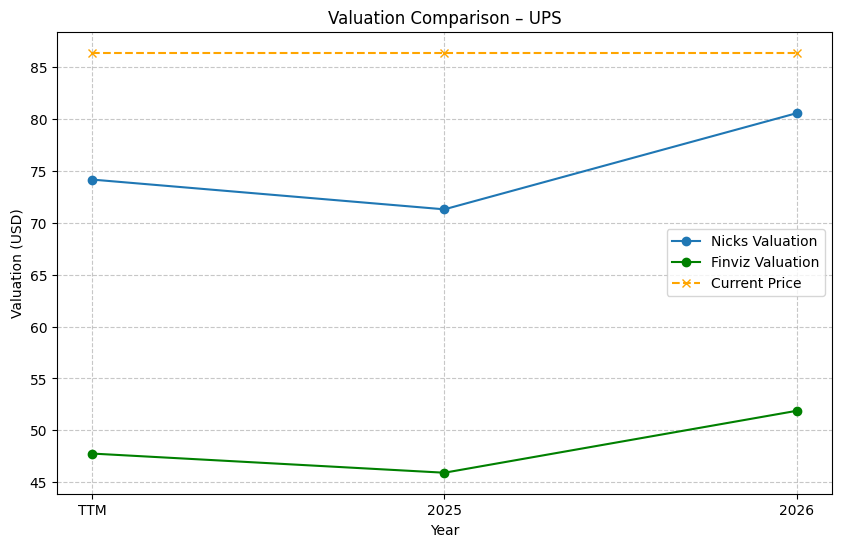 Valuation Comparison – UPS
Valuation (USD)
85
80
75
70
65
60
55
50
45
Nicks Valuation
Finviz Valuation
Current Price
TTM 2025 2026
Year